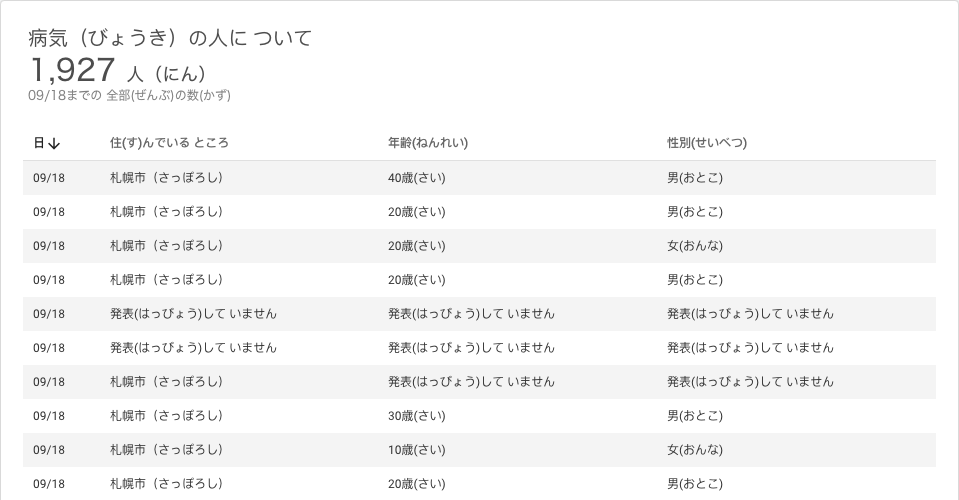 病気（びょうき）の人に ついて
1,927 人（にん）
09/18までの 全部(ぜんぶ)の数(かず)
日↓ 住(す)んでいる ところ 年齢(ねんれい) 性別(せいべつ)
09/18 札幌市（さっぽろし） 40歳(さい) 男(おとこ)
09/18 札幌市（さっぽろし） 20歳(さい) 男(おとこ)
09/18 札幌市（さっぽろし） 20歳(さい) 女(おんな)
09/18 札幌市（さっぽろし） 20歳(さい) 男(おとこ)
09/18 発表(はっぴょう)して いません 発表(はっぴょう)して いません 発表(はっぴょう)して いません
09/18 発表(はっぴょう)して いません 発表(はっぴょう)して いません 発表(はっぴょう)して いません
09/18 札幌市（さっぽろし） 発表(はっぴょう)して いません 発表(はっぴょう)して いません
09/18 札幌市（さっぽろし） 30歳(さい) 男(おとこ)
09/18 札幌市（さっぽろし） 10歳(さい) 女(おんな)
09/18 札幌市（さっぽろし） 20歳(さい) 男(おとこ)